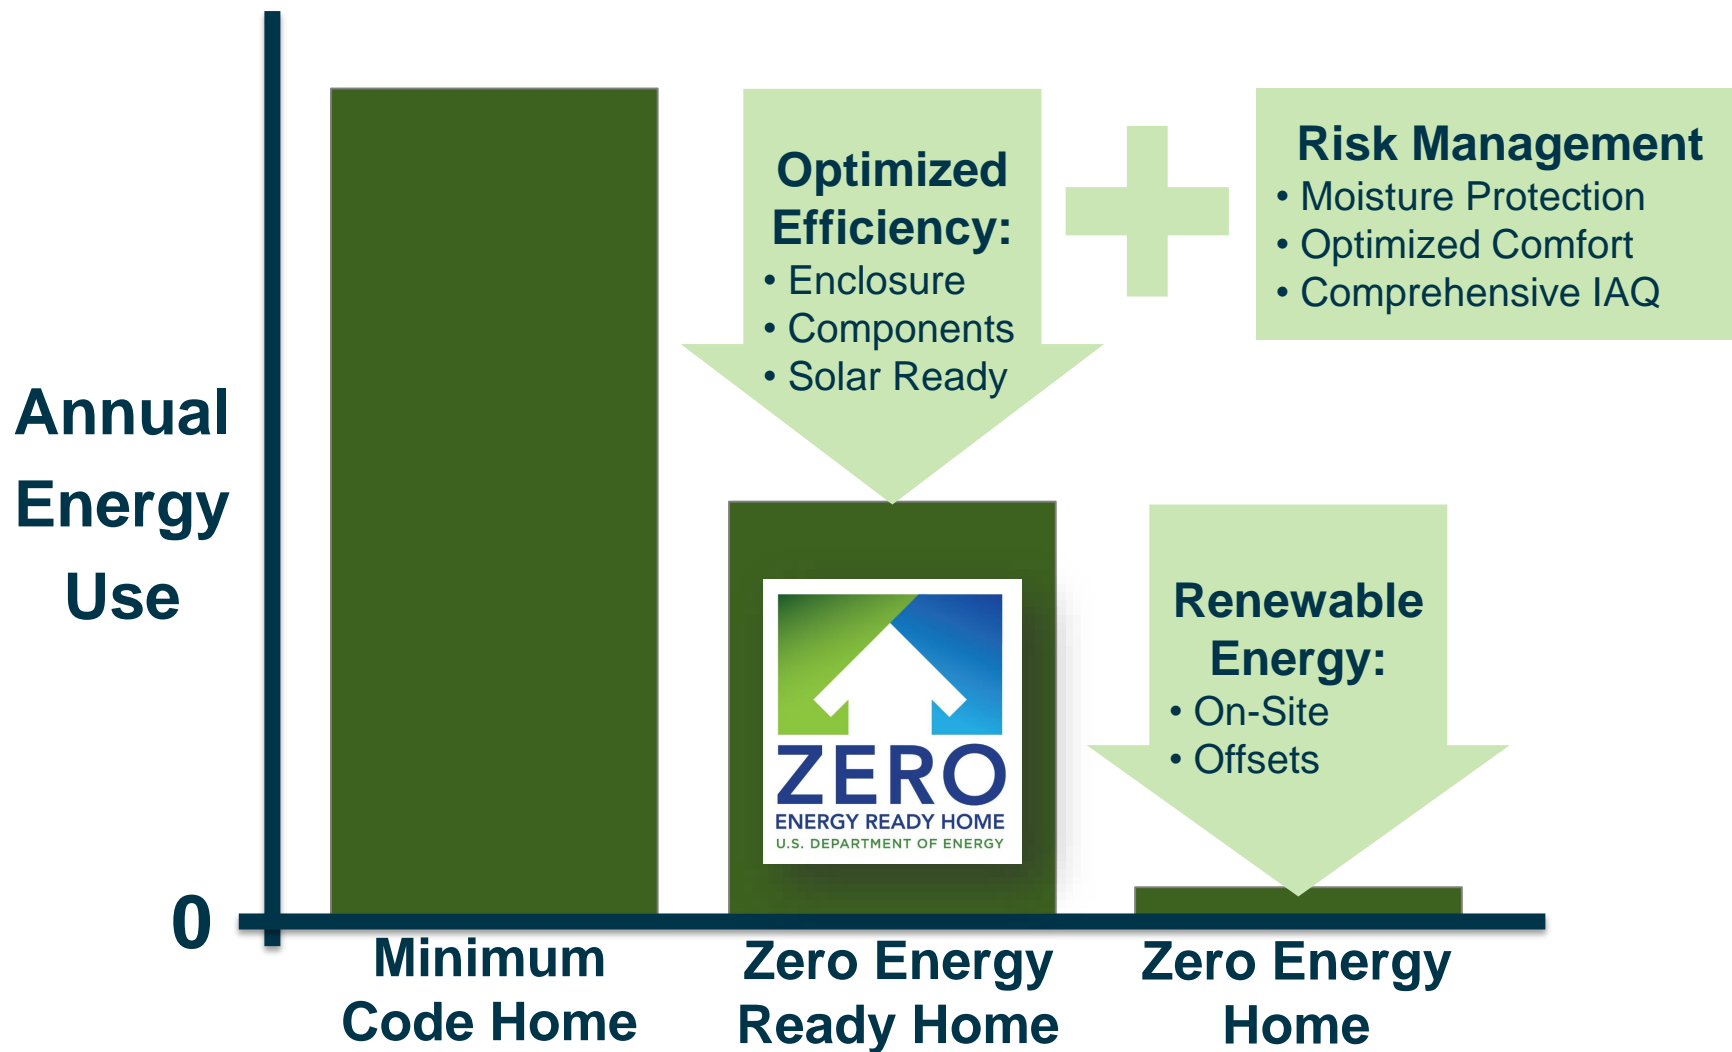 Annual
Energy
Use
0
Optimized
Efficiency:
• Enclosure
• Components
• Solar Ready
Risk Management
• Moisture Protection
• Optimized Comfort
• Comprehensive IAQ
Renewable
Energy:
• On-Site
• Offsets
ZERO
ENERGY READY HOME
U.S. DEPARTMENT OF ENERGY
Minimum
Code Home
Zero Energy
Ready Home
Zero Energy
Home